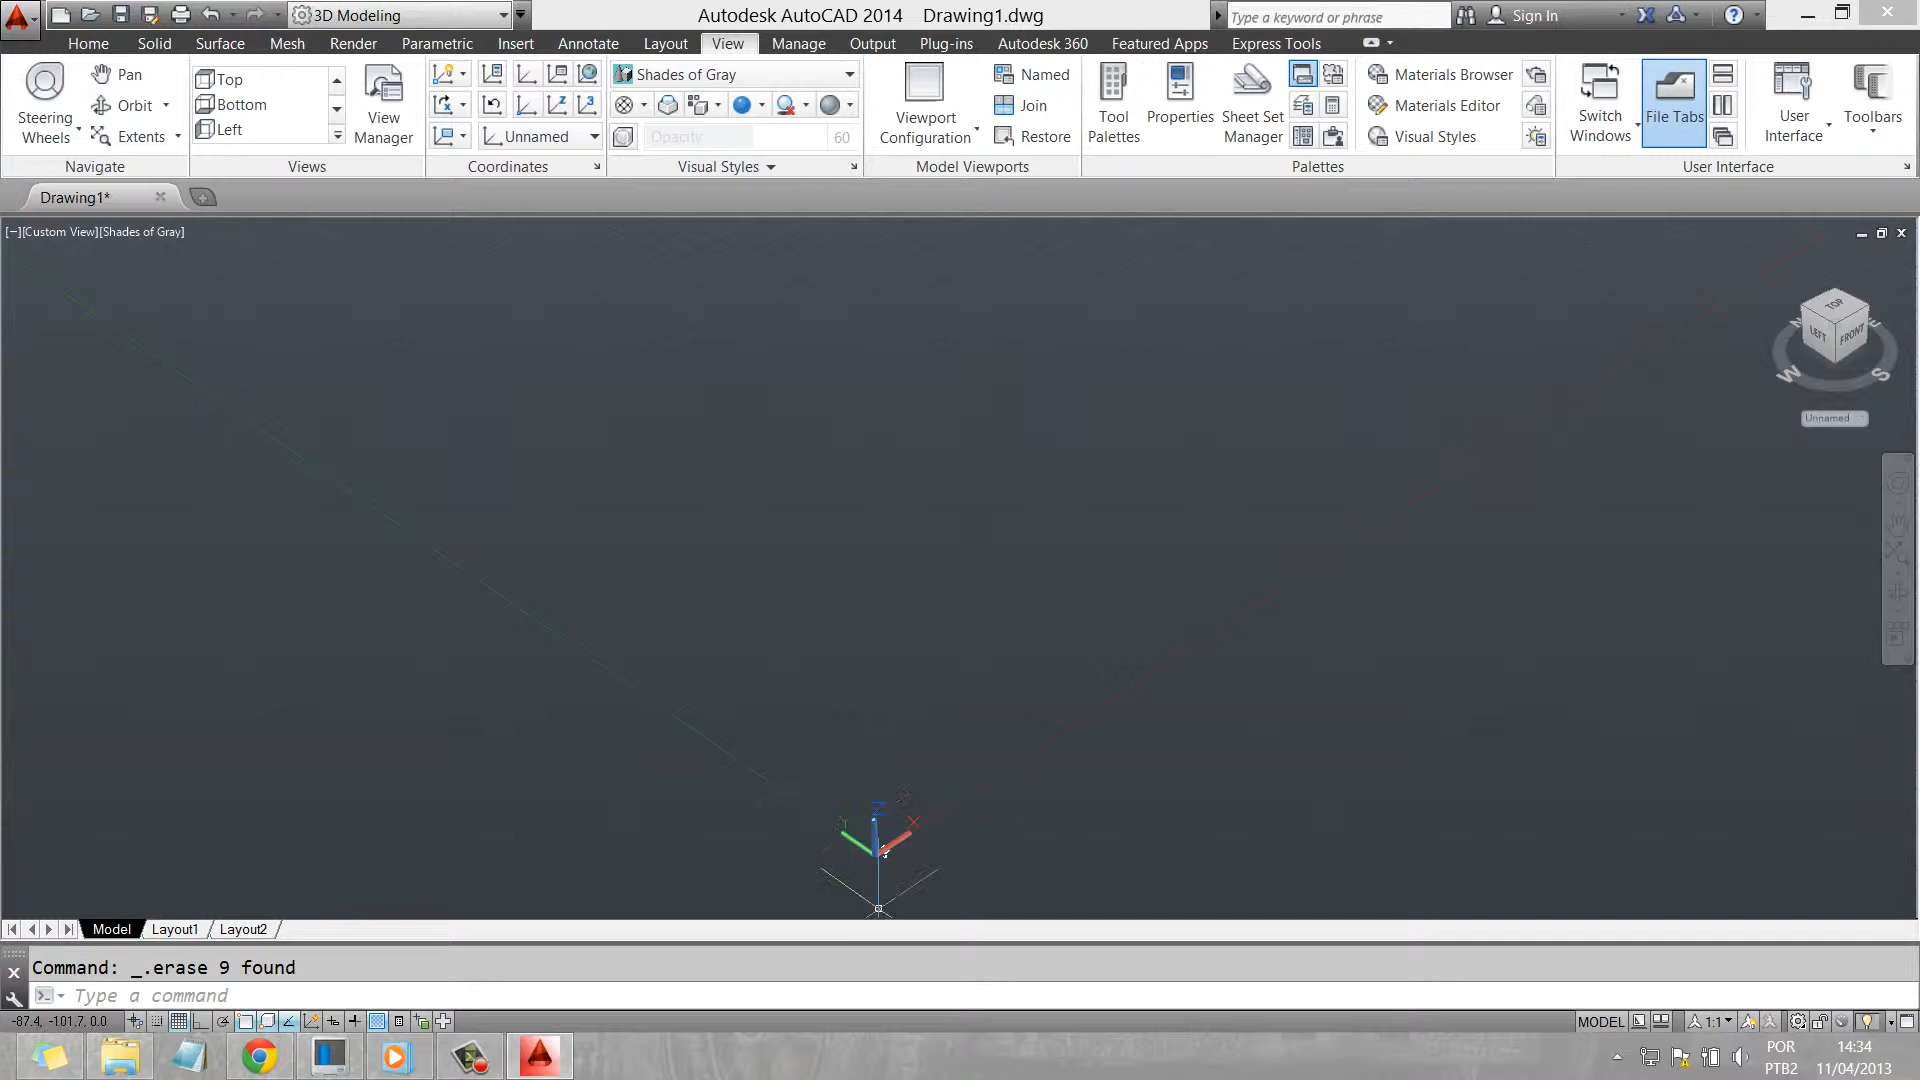 3D Modeling
Autodesk AutoCAD 2014 Drawing1.dwg
Type a keyword or phrase
Sign In
Home Solid Surface Mesh Render Parametric Insert Annotate Layout View Manage Output Plug-ins Autodesk 360 Featured Apps Express Tools
Steering Wheels
Pan
Orbit
Extents
Navigate
Top
Bottom
Left
View Manager
Views
Unnamed
Coordinates
Shades of Gray
Opacity 60
Visual Styles
Viewport Configuration
Named
Join
Restore
Model Viewports
Tool Palettes
Properties
Sheet Set Manager
Materials Browser
Materials Editor
Visual Styles
Palettes
Switch Windows
File Tabs
User Interface
Toolbars
User Interface
Drawing1*
[−][Custom View][Shades of Gray]
TOP
LEFT FRONT
W S
Unnamed
Z
Y X
Model Layout1 Layout2
Command: _.erase 9 found
Type a command
-87.4, -101.7, 0.0
MODEL 1:1
POR 14:34
PTB2 11/04/2013